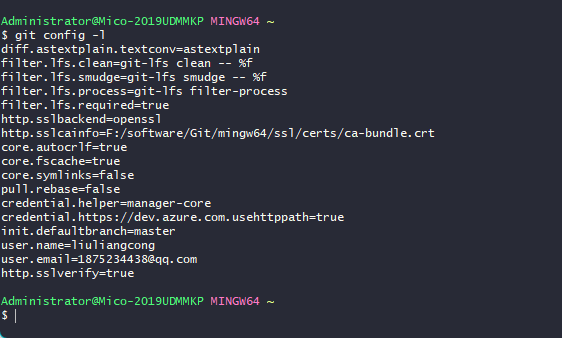 Administrator@Mico-2019UDMMKP MINGW64 ~
$ git config -l
diff.astextplain.textconv=astextplain
filter.lfs.clean=git-lfs clean -- %f
filter.lfs.smudge=git-lfs smudge -- %f
filter.lfs.process=git-lfs filter-process
filter.lfs.required=true
http.sslbackend=openssl
http.sslcainfo=F:/software/Git/mingw64/ssl/certs/ca-bundle.crt
core.autocrlf=true
core.fscache=true
core.symlinks=false
pull.rebase=false
credential.helper=manager-core
credential.https://dev.azure.com.usehttppath=true
init.defaultbranch=master
user.name=liuliangcong
user.email=1875234438@qq.com
http.sslverify=true
Administrator@Mico-2019UDMMKP MINGW64 ~
$